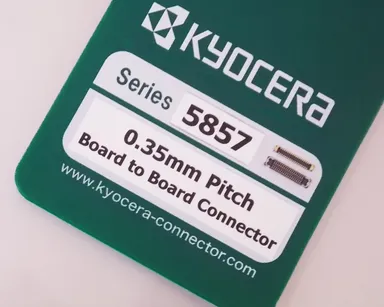 KYOCERA
Series 5857
0.35mm Pitch
Board to Board Connector
www.kyocera-connector.com